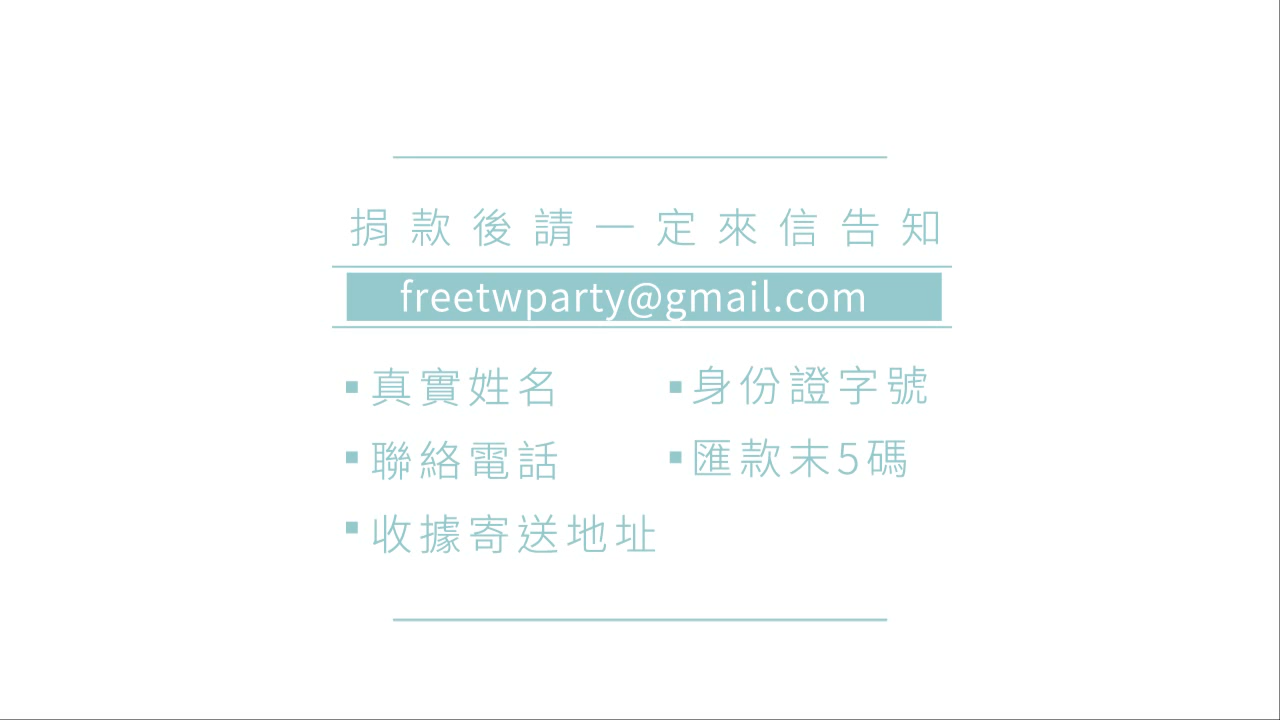 捐款後請一定來信告知
freetwparty@gmail.com
▪真實姓名 ▪身份證字號
▪聯絡電話 ▪匯款末5碼
▪收據寄送地址